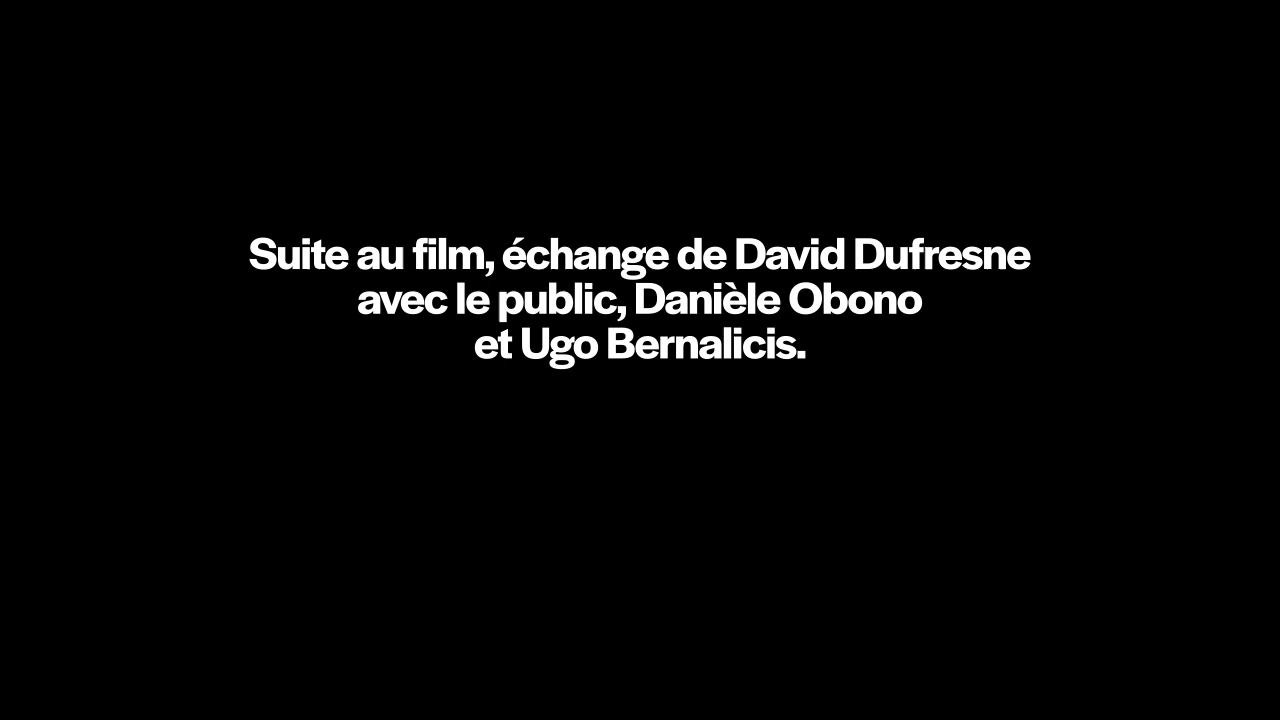 Suite au film, échange de David Dufresne
avec le public, Danièle Obono
et Ugo Bernalicis.